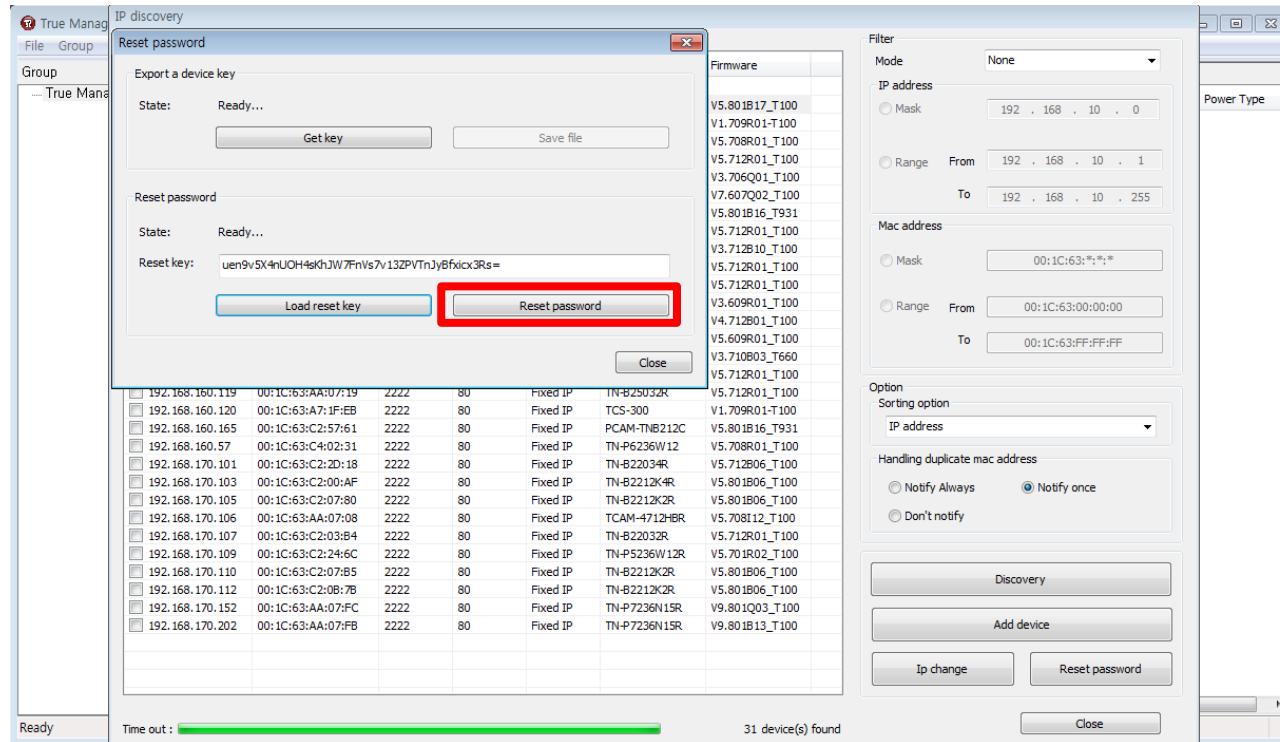 True Manag
File Group
Group
True Mana
Ready
IP discovery
Reset password
Export a device key
State: Ready...
Get key Save file
Reset password
State: Ready...
Reset key: uen9v5X4nUOH4sKhJW7FnVs7v13ZPVTnJyBfxicx3Rs=
Load reset key Reset password
Close
Firmware
V5.801B17_T100
V1.709R01-T100
V5.708R01_T100
V5.712R01_T100
V3.706Q01_T100
V7.607Q02_T100
V5.801B16_T931
V5.712R01_T100
V3.712B10_T100
V5.712R01_T100
V5.712R01_T100
V3.609R01_T100
V4.712B01_T100
V5.609R01_T100
V3.710B03_T660
V5.712R01_T100
192.168.160.119 00:1C:63:AA:07:19 2222 80 Fixed IP TN-B25032R V5.712R01_T100
192.168.160.120 00:1C:63:A7:1F:EB 2222 80 Fixed IP TCS-300 V1.709R01-T100
192.168.160.165 00:1C:63:C2:57:61 2222 80 Fixed IP PCAM-TNB212C V5.801B16_T931
192.168.160.57 00:1C:63:C4:02:31 2222 80 Fixed IP TN-P6236W12 V5.708R01_T100
192.168.170.101 00:1C:63:C2:2D:18 2222 80 Fixed IP TN-B22034R V5.712B06_T100
192.168.170.103 00:1C:63:C2:00:AF 2222 80 Fixed IP TN-B2212K4R V5.801B06_T100
192.168.170.105 00:1C:63:C2:07:80 2222 80 Fixed IP TN-B2212K2R V5.801B06_T100
192.168.170.106 00:1C:63:AA:07:08 2222 80 Fixed IP TCAM-4712HBR V5.708I12_T100
192.168.170.107 00:1C:63:C2:03:B4 2222 80 Fixed IP TN-B22032R V5.712R01_T100
192.168.170.109 00:1C:63:C2:24:6C 2222 80 Fixed IP TN-P5236W12R V5.701R02_T100
192.168.170.110 00:1C:63:C2:07:B5 2222 80 Fixed IP TN-B2212K2R V5.801B06_T100
192.168.170.112 00:1C:63:C2:0B:7B 2222 80 Fixed IP TN-B2212K2R V5.801B06_T100
192.168.170.152 00:1C:63:AA:07:FC 2222 80 Fixed IP TN-P7236N15R V9.801Q03_T100
192.168.170.202 00:1C:63:AA:07:FB 2222 80 Fixed IP TN-P7236N15R V9.801B13_T100
Time out : 31 device(s) found
Filter
Mode None
IP address
Mask 192 . 168 . 10 . 0
Range From 192 . 168 . 10 . 1
To 192 . 168 . 10 . 255
Mac address
Mask 00:1C:63:*:*:*
Range From 00:1C:63:00:00:00
To 00:1C:63:FF:FF:FF
Option
Sorting option
IP address
Handling duplicate mac address
Notify Always Notify once
Don't notify
Discovery
Add device
Ip change Reset password
Close
Power Type